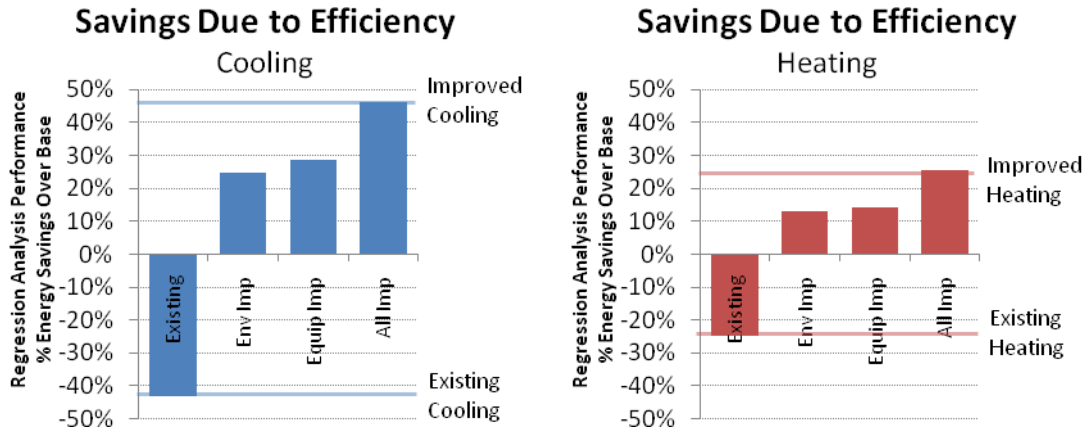 Savings Due to Efficiency
Cooling
Regression Analysis Performance
% Energy Savings Over Base
50%
40%
30%
20%
10%
0%
-10%
-20%
-30%
-40%
-50%
Existing
Env Imp
Equip Imp
All Imp
Improved
Cooling
Existing
Cooling
Savings Due to Efficiency
Heating
Regression Analysis Performance
% Energy Savings Over Base
50%
40%
30%
20%
10%
0%
-10%
-20%
-30%
-40%
-50%
Existing
Env Imp
Equip Imp
All Imp
Improved
Heating
Existing
Heating